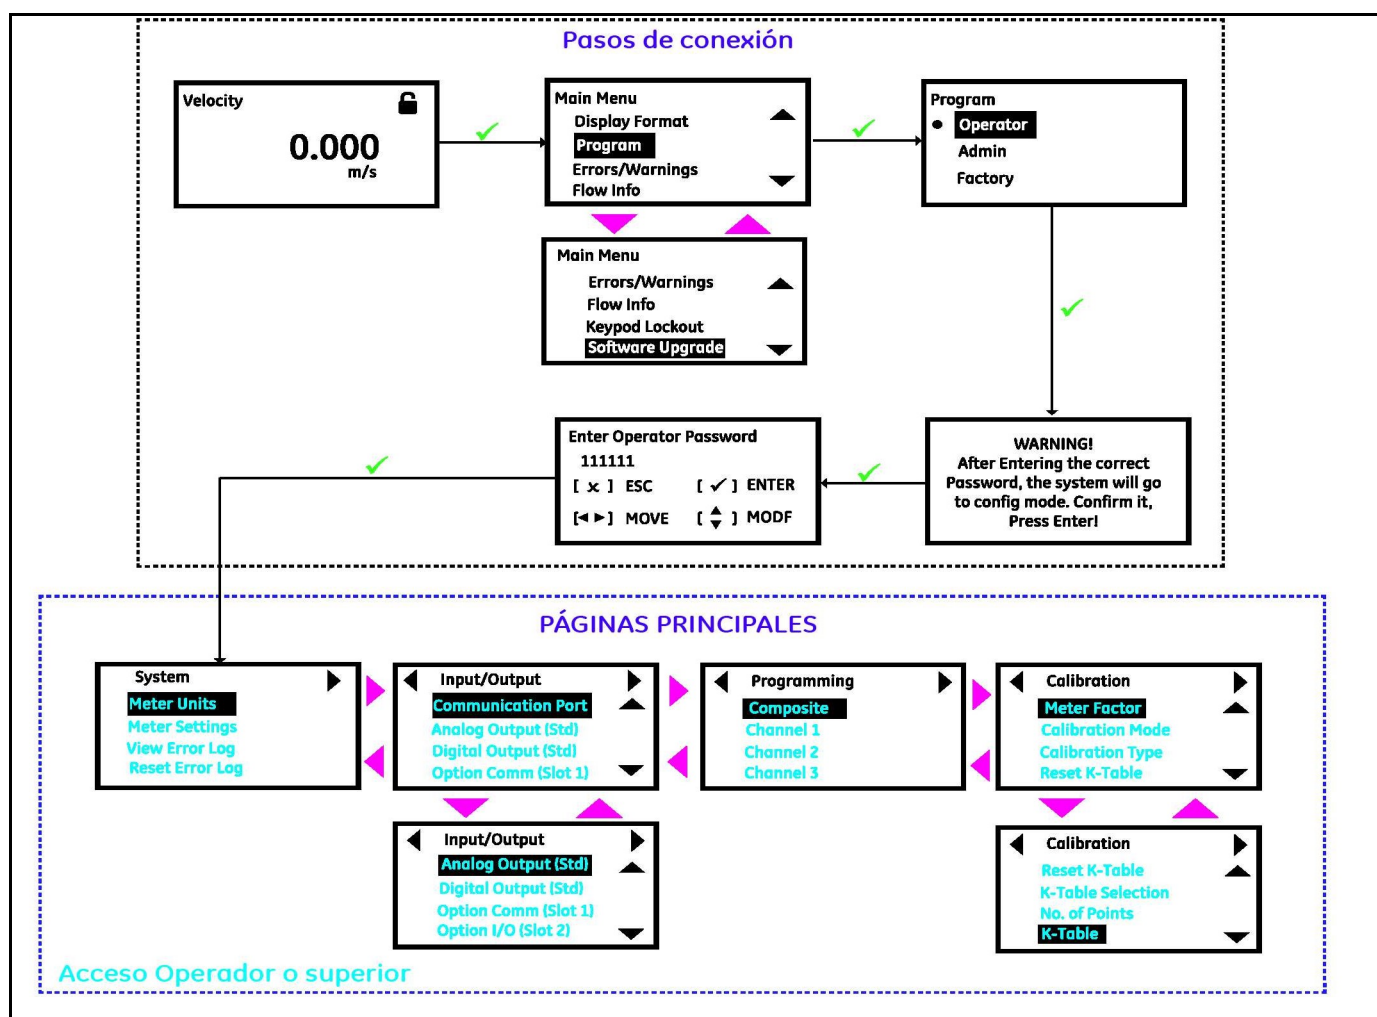 Pasos de conexión
Velocity
0.000
m/s
Main Menu
Display Format
Program
Errors/Warnings
Flow Info
Program
Operator
Admin
Factory
Main Menu
Errors/Warnings
Flow Info
Keypod Lockout
Software Upgrade
Enter Operator Password
111111
[ x ] ESC [ ✓ ] ENTER
[◄ ►] MOVE [ ▲▼ ] MODF
WARNING!
After Entering the correct
Password, the system will go
to config mode. Confirm it,
Press Enter!
PÁGINAS PRINCIPALES
System
Meter Units
Meter Settings
View Error Log
Reset Error Log
Input/Output
Communication Port
Analog Output (Std)
Digital Output (Std)
Option Comm (Slot 1)
Programming
Composite
Channel 1
Channel 2
Channel 3
Calibration
Meter Factor
Calibration Mode
Calibration Type
Reset K-Table
Input/Output
Analog Output (Std)
Digital Output (Std)
Option Comm (Slot 1)
Option I/O (Slot 2)
Calibration
Reset K-Table
K-Table Selection
No. of Points
K-Table
Acceso Operador o superior